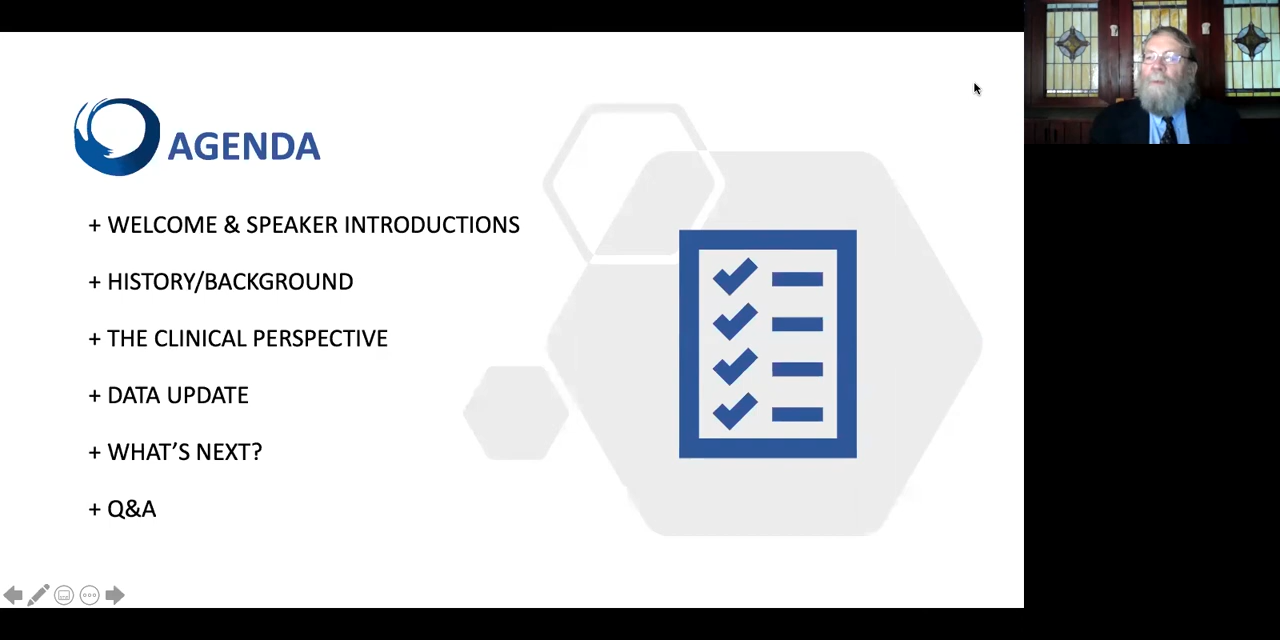 AGENDA
+ WELCOME & SPEAKER INTRODUCTIONS
+ HISTORY/BACKGROUND
+ THE CLINICAL PERSPECTIVE
+ DATA UPDATE
+ WHAT’S NEXT?
+ Q&A